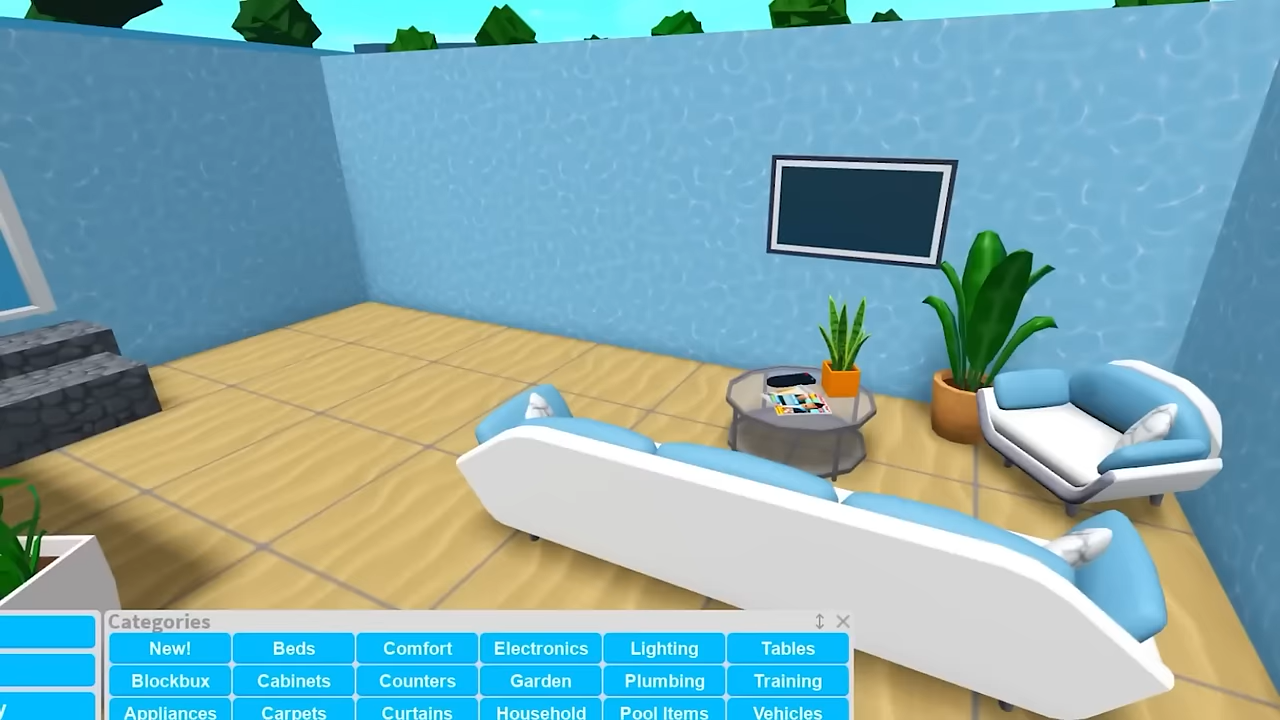 Categories
New! Beds Comfort Electronics Lighting Tables
Blockbux Cabinets Counters Garden Plumbing Training
Appliances Carpets Curtains Household Pool Items Vehicles